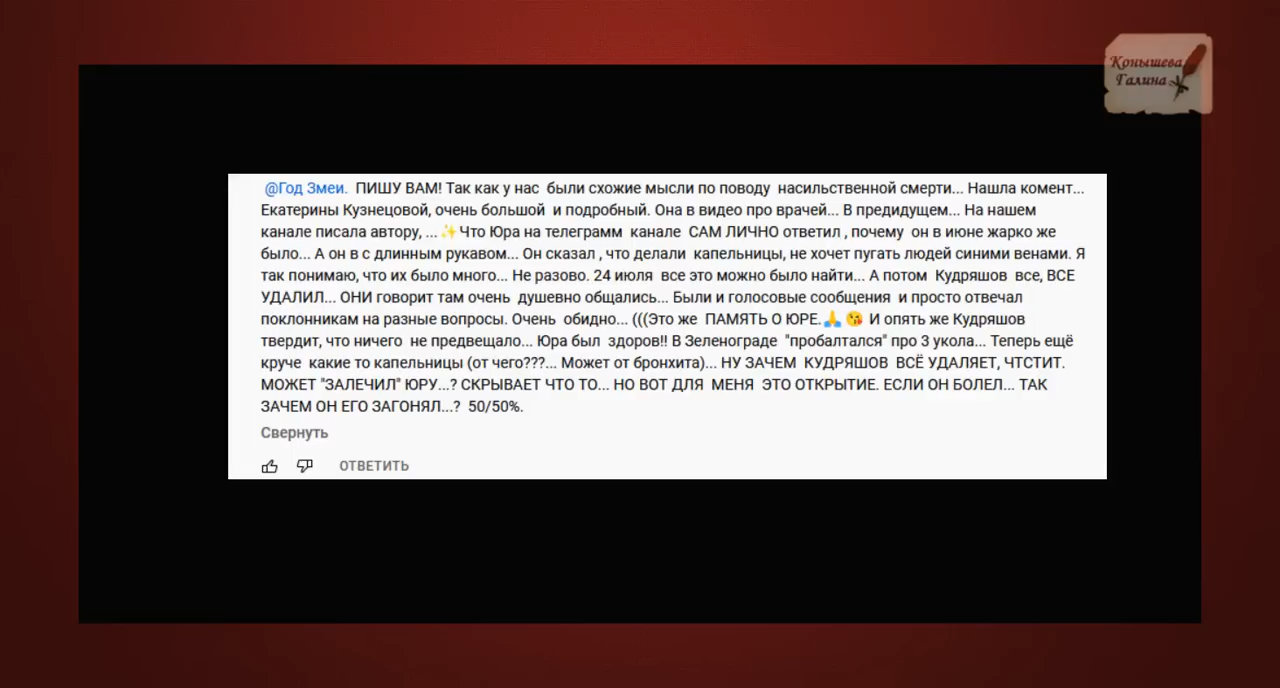 Конышева
Галина
@Год Змеи. ПИШУ ВАМ! Так как у нас были схожие мысли по поводу насильственной смерти... Нашла комент...
Екатерины Кузнецовой, очень большой и подробный. Она в видео про врачей... В предидущем... На нашем
канале писала автору, ... ✨Что Юра на телеграмм канале САМ ЛИЧНО ответил , почему он в июне жарко же
было... А он в с длинным рукавом... Он сказал , что делали капельницы, не хочет пугать людей синими венами. Я
так понимаю, что их было много... Не разово. 24 июля все это можно было найти... А потом Кудряшов все, ВСЕ
УДАЛИЛ... ОНИ говорит там очень душевно общались... Были и голосовые сообщения и просто отвечал
поклонникам на разные вопросы. Очень обидно... (((Это же ПАМЯТЬ О ЮРЕ.🙏😘 И опять же Кудряшов
твердит, что ничего не предвещало... Юра был здоров!! В Зеленограде "пробалтался" про 3 укола... Теперь ещё
круче какие то капельницы (от чего???... Может от бронхита)... НУ ЗАЧЕМ КУДРЯШОВ ВСЁ УДАЛЯЕТ, ЧТСТИТ.
МОЖЕТ "ЗАЛЕЧИЛ" ЮРУ...? СКРЫВАЕТ ЧТО ТО... НО ВОТ ДЛЯ МЕНЯ ЭТО ОТКРЫТИЕ. ЕСЛИ ОН БОЛЕЛ... ТАК
ЗАЧЕМ ОН ЕГО ЗАГОНЯЛ...? 50/50%.
Свернуть
ОТВЕТИТЬ